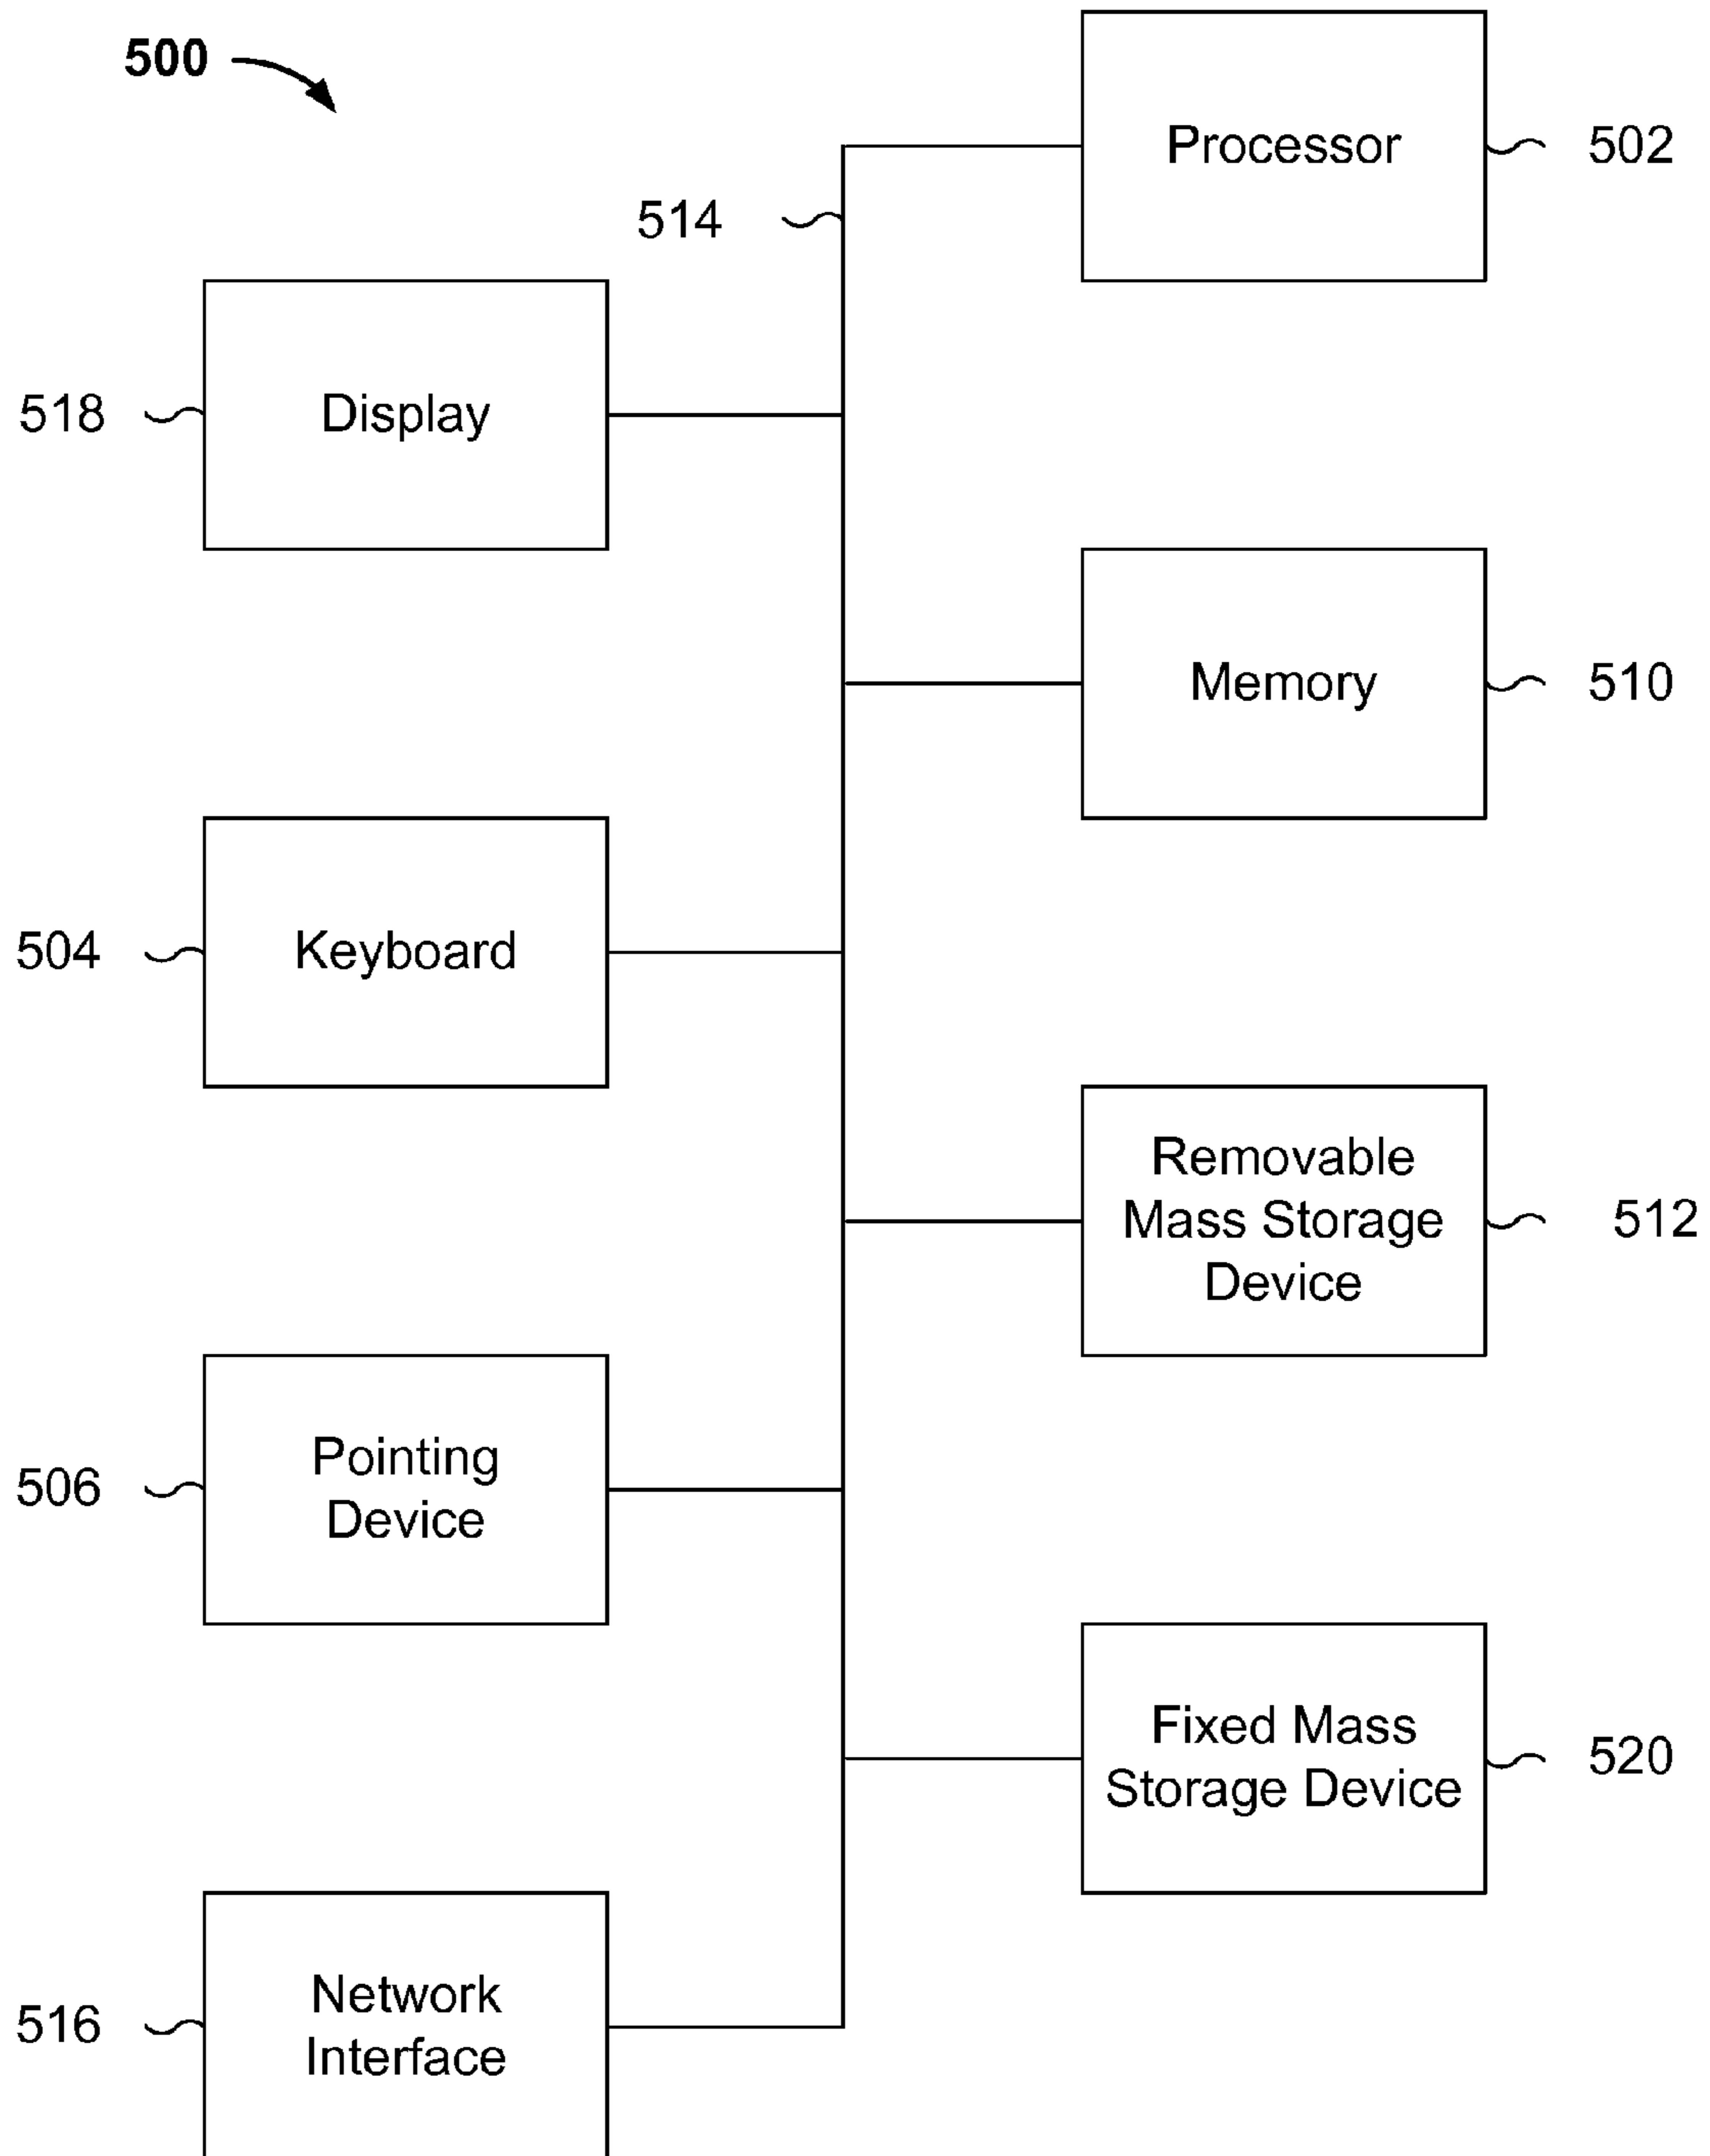 500
Processor
502
514
518
Display
Memory
510
504
Keyboard
Removable
Mass Storage
Device
512
506
Pointing
Device
Fixed Mass
Storage Device
520
516
Network
Interface